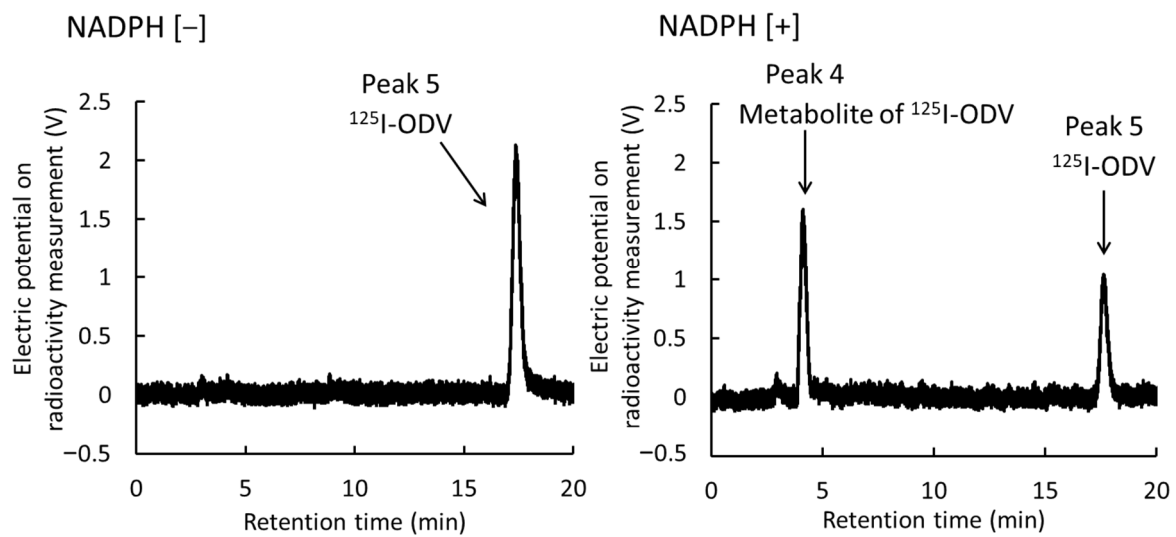 NADPH [−]
Peak 5
¹²⁵I-ODV
Electric potential on
radioactivity measurement (V)
2.5
2
1.5
1
0.5
0
−0.5
0 5 10 15 20
Retention time (min)
NADPH [+]
Peak 4
Metabolite of ¹²⁵I-ODV
Peak 5
¹²⁵I-ODV
Electric potential on
radioactivity measurement (V)
2.5
2
1.5
1
0.5
0
−0.5
0 5 10 15 20
Retention time (min)